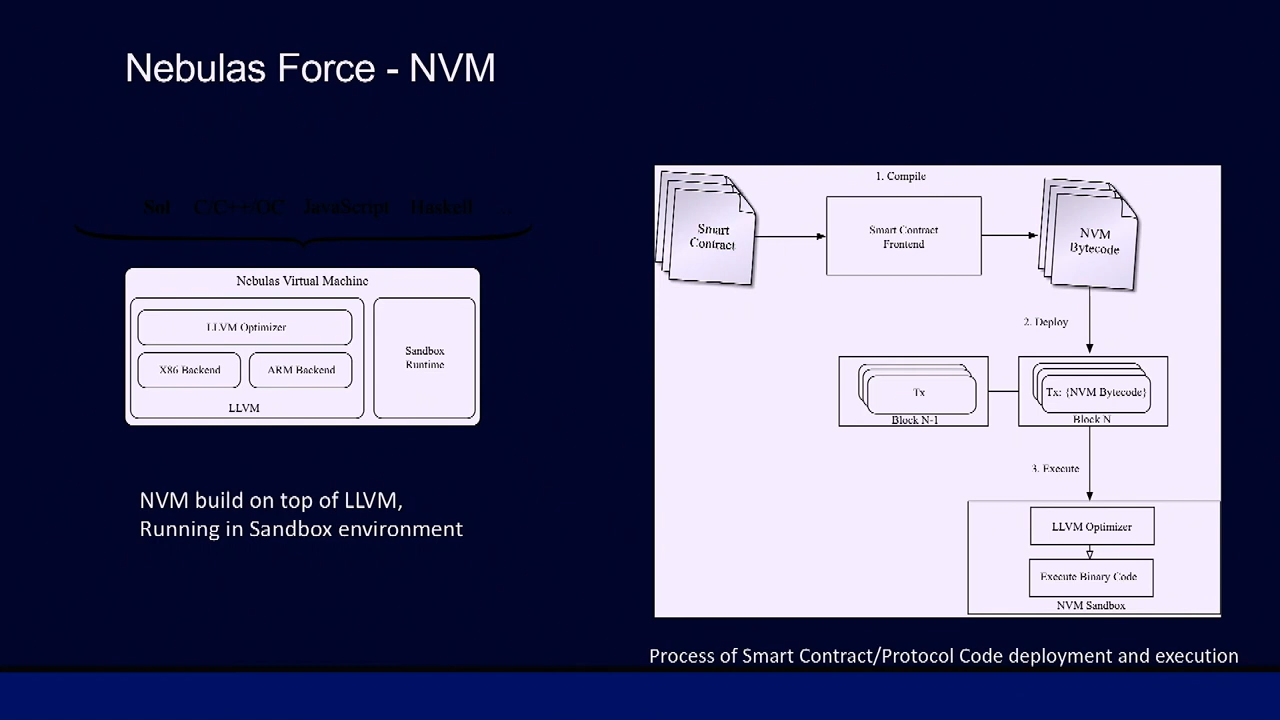 Nebulas Force - NVM
Sol C/C++/OC JavaScript Haskell
Nebulas Virtual Machine
LLVM Optimizer
X86 Backend
ARM Backend
LLVM
Sandbox
Runtime
NVM build on top of LLVM,
Running in Sandbox environment
1. Compile
Smart
Contract
Smart Contract
Frontend
NVM
Bytecode
2. Deploy
Tx
Block N-1
Tx: {NVM Bytecode}
Block N
3. Execute
LLVM Optimizer
Execute Binary Code
NVM Sandbox
Process of Smart Contract/Protocol Code deployment and execution